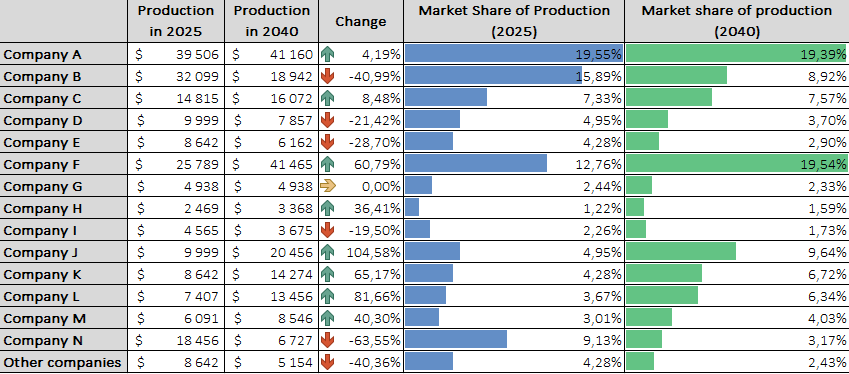 Production in 2025 Production in 2040 Change Market Share of Production (2025) Market share of production (2040)
Company A $ 39 506 $ 41 160 4,19% 19,55% 19,39%
Company B $ 32 099 $ 18 942 -40,99% 15,89% 8,92%
Company C $ 14 815 $ 16 072 8,48% 7,33% 7,57%
Company D $ 9 999 $ 7 857 -21,42% 4,95% 3,70%
Company E $ 8 642 $ 6 162 -28,70% 4,28% 2,90%
Company F $ 25 789 $ 41 465 60,79% 12,76% 19,54%
Company G $ 4 938 $ 4 938 0,00% 2,44% 2,33%
Company H $ 2 469 $ 3 368 36,41% 1,22% 1,59%
Company I $ 4 565 $ 3 675 -19,50% 2,26% 1,73%
Company J $ 9 999 $ 20 456 104,58% 4,95% 9,64%
Company K $ 8 642 $ 14 274 65,17% 4,28% 6,72%
Company L $ 7 407 $ 13 456 81,66% 3,67% 6,34%
Company M $ 6 091 $ 8 546 40,30% 3,01% 4,03%
Company N $ 18 456 $ 6 727 -63,55% 9,13% 3,17%
Other companies $ 8 642 $ 5 154 -40,36% 4,28% 2,43%